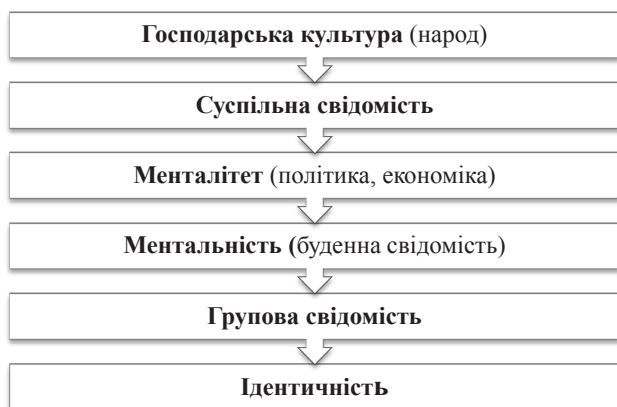 Господарська культура (народ)
Суспільна свідомість
Менталітет (політика, економіка)
Ментальність (буденна свідомість)
Групова свідомість
Ідентичність